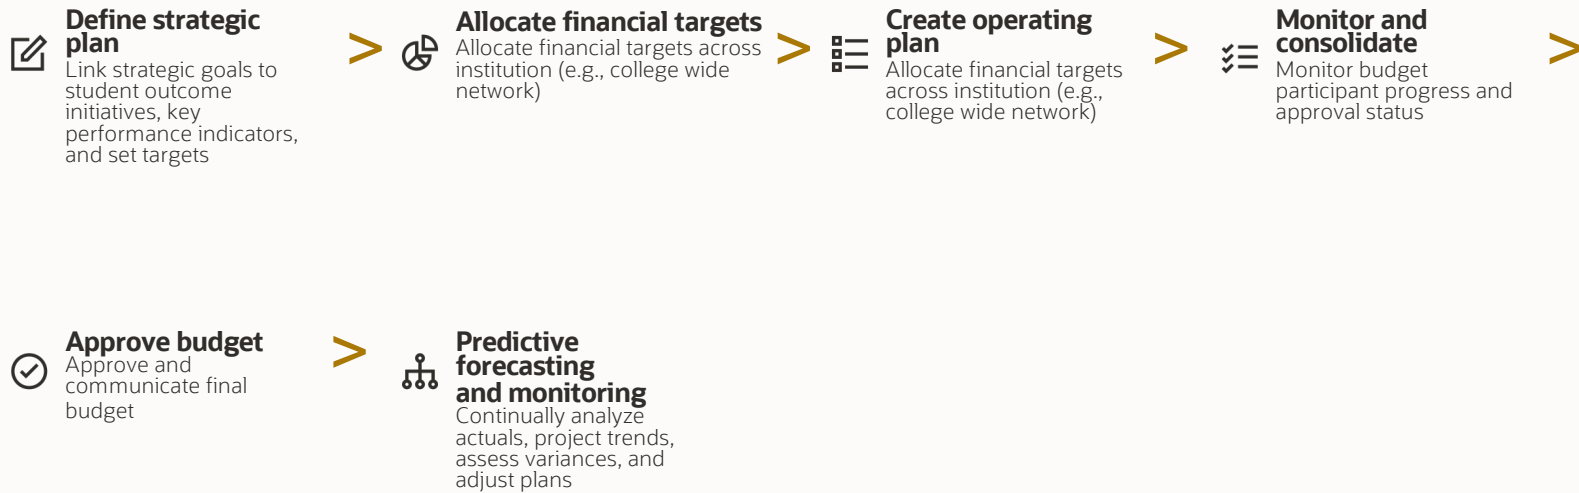 Define strategic
plan
Link strategic goals to
student outcome
initiatives, key
performance indicators,
and set targets
>
Allocate financial targets
Allocate financial targets across
institution (e.g., college wide
network)
>
Create operating
plan
Allocate financial targets
across institution (e.g.,
college wide network)
>
Monitor and
consolidate
Monitor budget
participant progress and
approval status
>
Approve budget
Approve and
communicate final
budget
>
Predictive
forecasting
and monitoring
Continually analyze
actuals, project trends,
assess variances, and
adjust plans